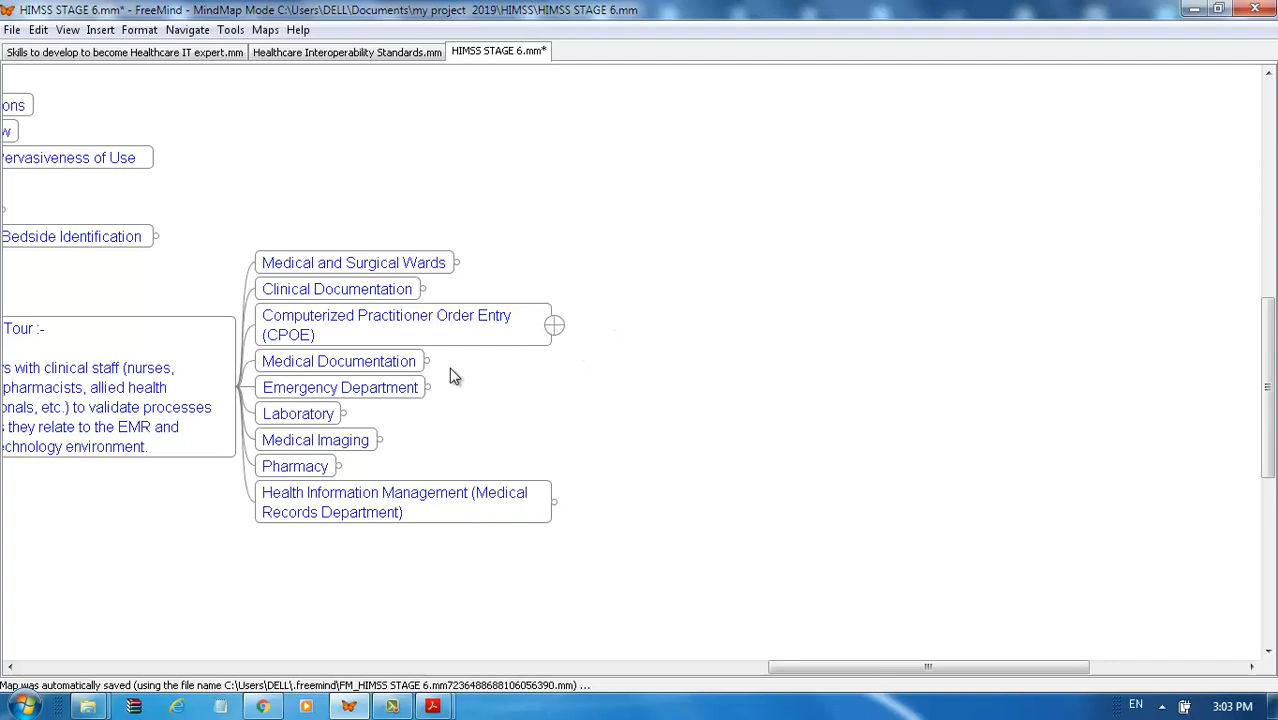 HIMSS STAGE 6.mm* - FreeMind - MindMap Mode C:\Users\DELL\Documents\my project  2019\HIMSS\HIMSS STAGE 6.mm
File Edit View Insert Format Navigate Tools Maps Help
Skills to develop to become Healthcare IT expert.mm Healthcare Interoperability Standards.mm HIMSS STAGE 6.mm*
ons
w
Pervasiveness of Use
Bedside Identification
Tour :-
s with clinical staff (nurses,
pharmacists, allied health
onals, etc.) to validate processes
they relate to the EMR and
echnology environment.
Medical and Surgical Wards
Clinical Documentation
Computerized Practitioner Order Entry
(CPOE)
Medical Documentation
Emergency Department
Laboratory
Medical Imaging
Pharmacy
Health Information Management (Medical
Records Department)
Map was automatically saved (using the file name C:\Users\DELL\.freemind\FM_HIMSS STAGE 6.mm7236488688106056390.mm) ...
EN 3:03 PM